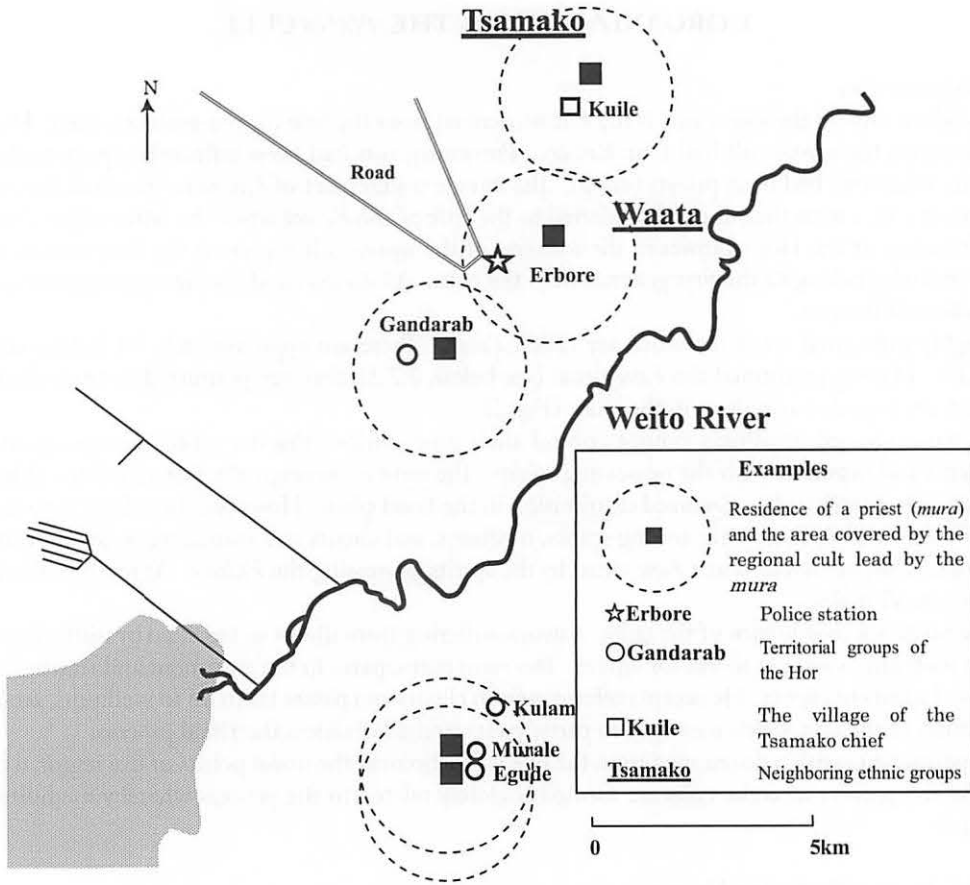 Tsamako
N
Kuile
Road
Waata
Erbore
Gandarab
Weito River
Examples
Residence of a priest (mura)
and the area covered by the
regional cult lead by the
mura
Erbore
Police station
Gandarab
Territorial groups of
the Hor
Kuile
The village of the
Tsamako chief
Tsamako
Neighboring ethnic groups
Kulam
Murale
Egude
0
5km